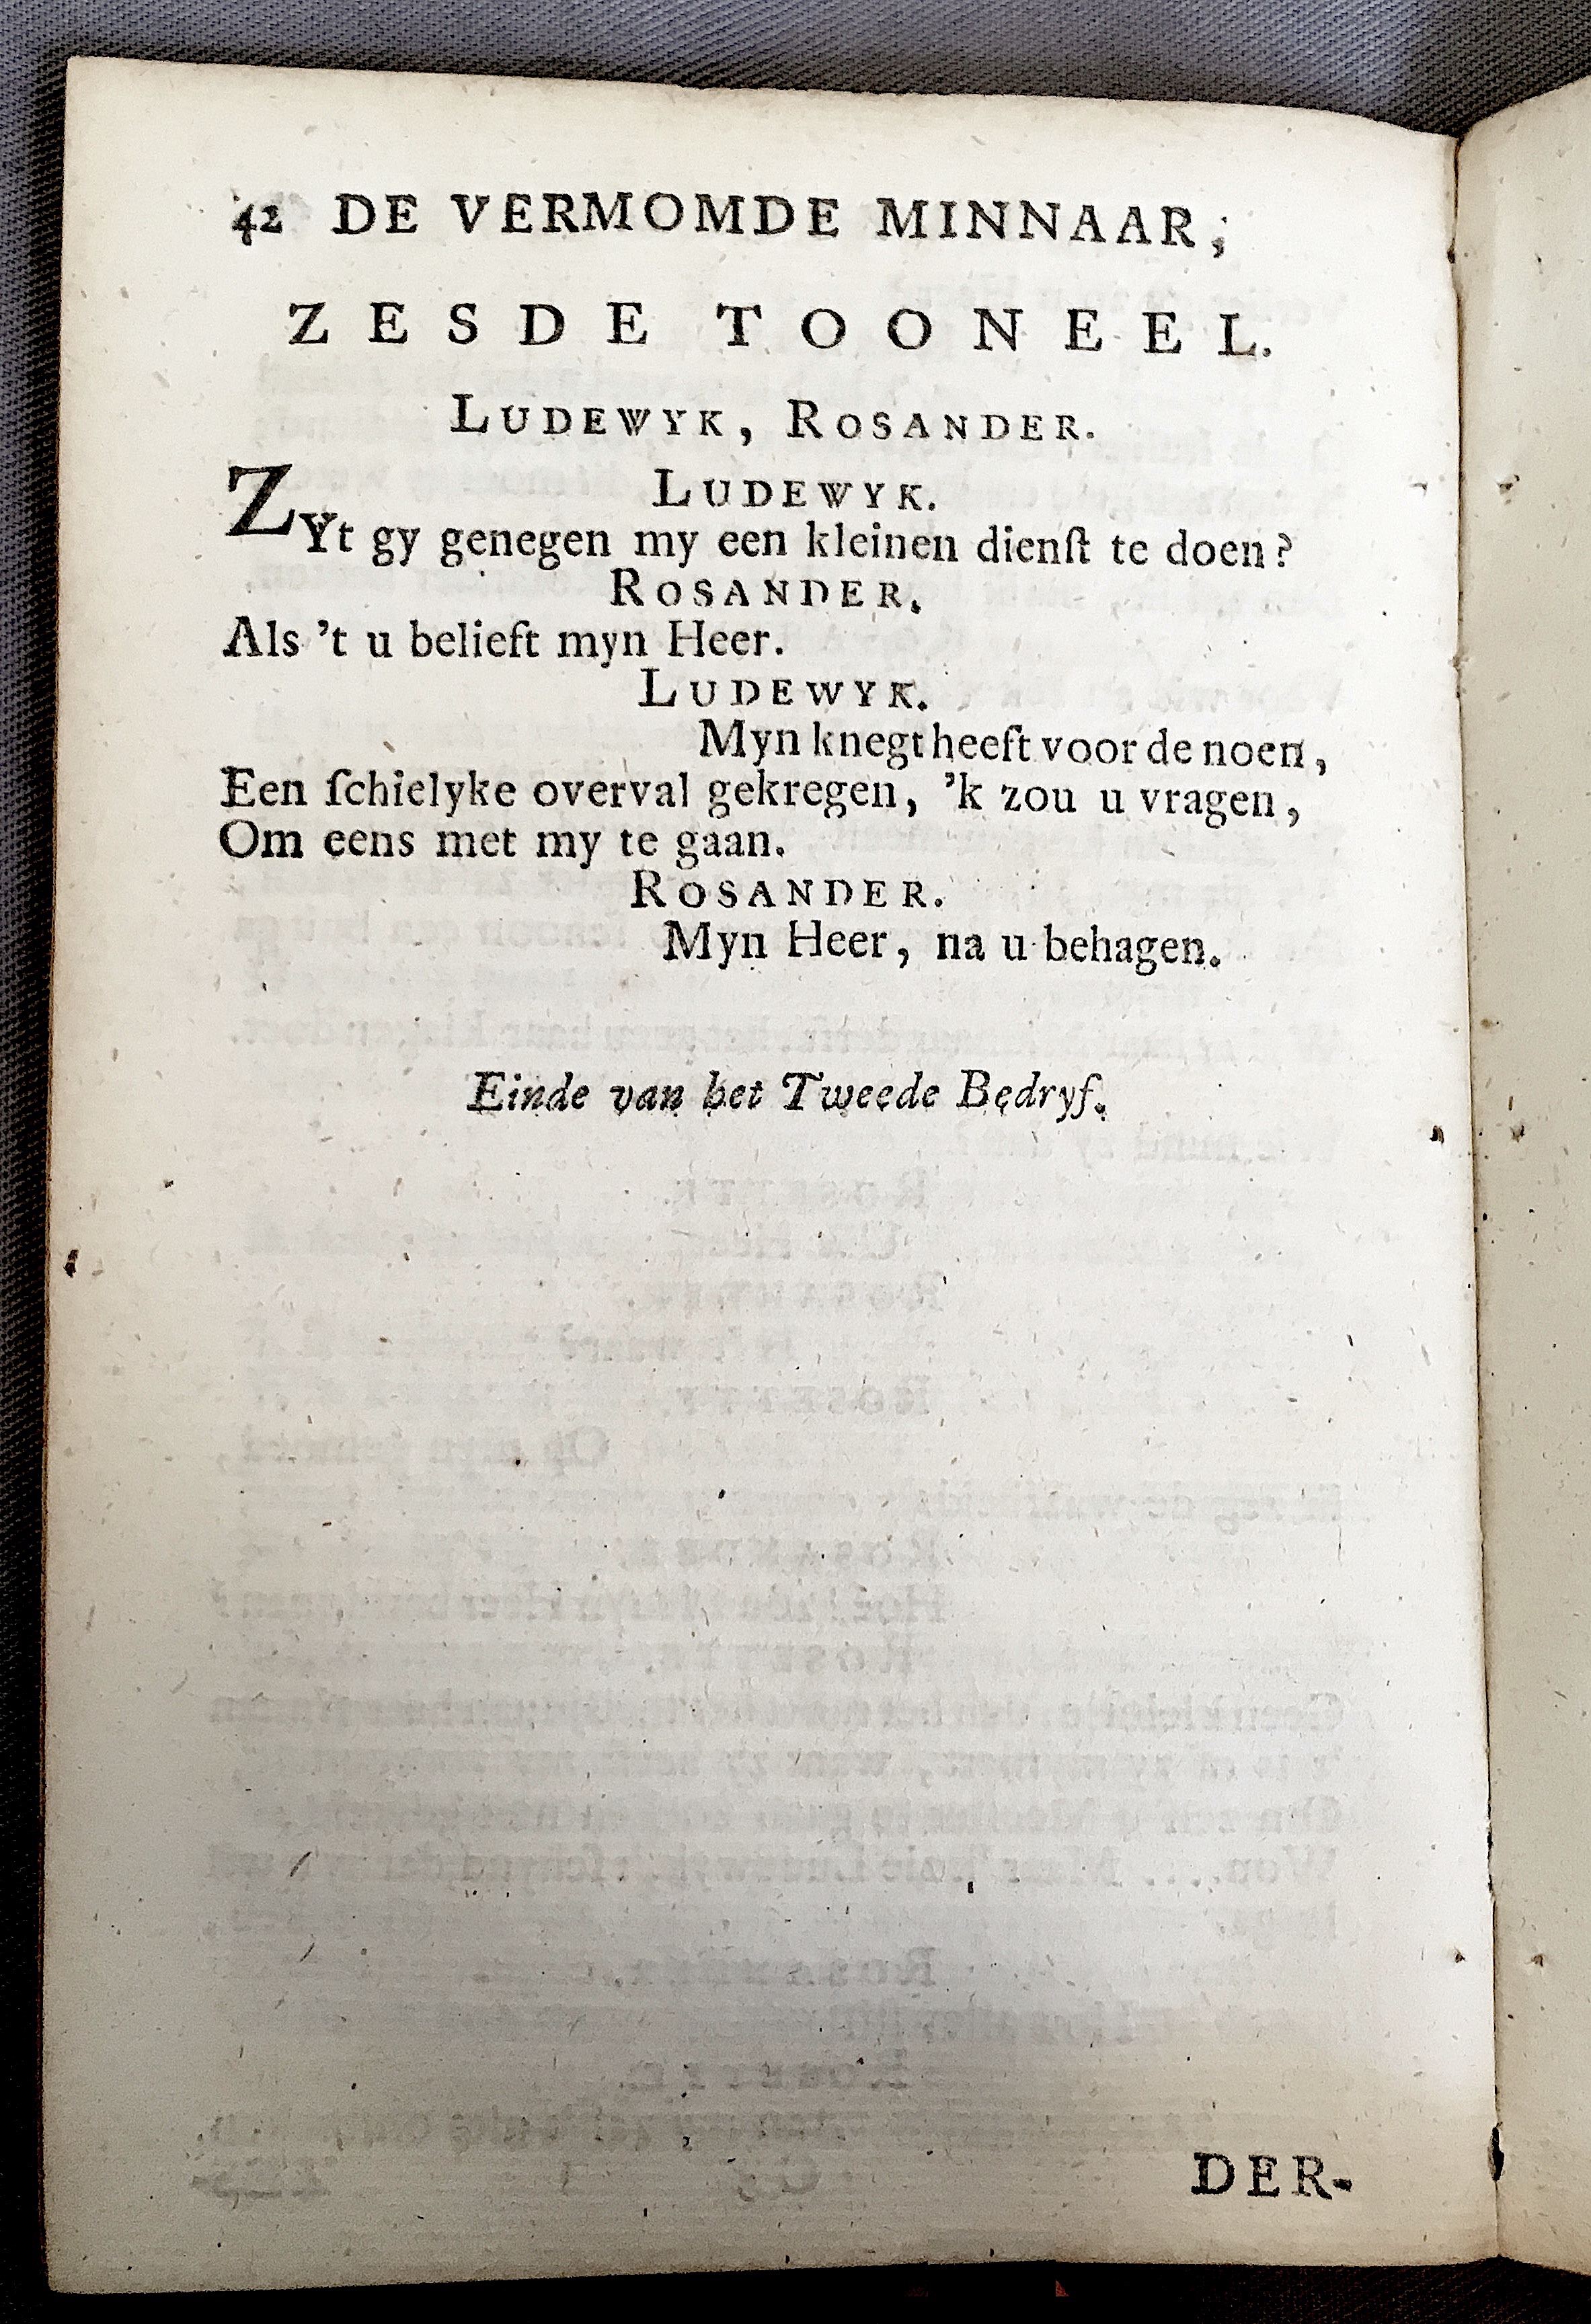 42 DE VERMOMDE MINNAAR;
ZESDE TOONEEL.
LUDEWYK, ROSANDER.
LUDEWYK.
ZYt gy genegen my een kleinen dienſt te doen?
ROSANDER.
Als 't u belieft myn Heer.
LUDEWYK.
Myn knegt heeft voor de noen,
Een ſchielyke overval gekregen, 'k zou u vragen,
Om eens met my te gaan.
ROSANDER.
Myn Heer, na u behagen.
Einde van het Tweede Bedryf.
DER-